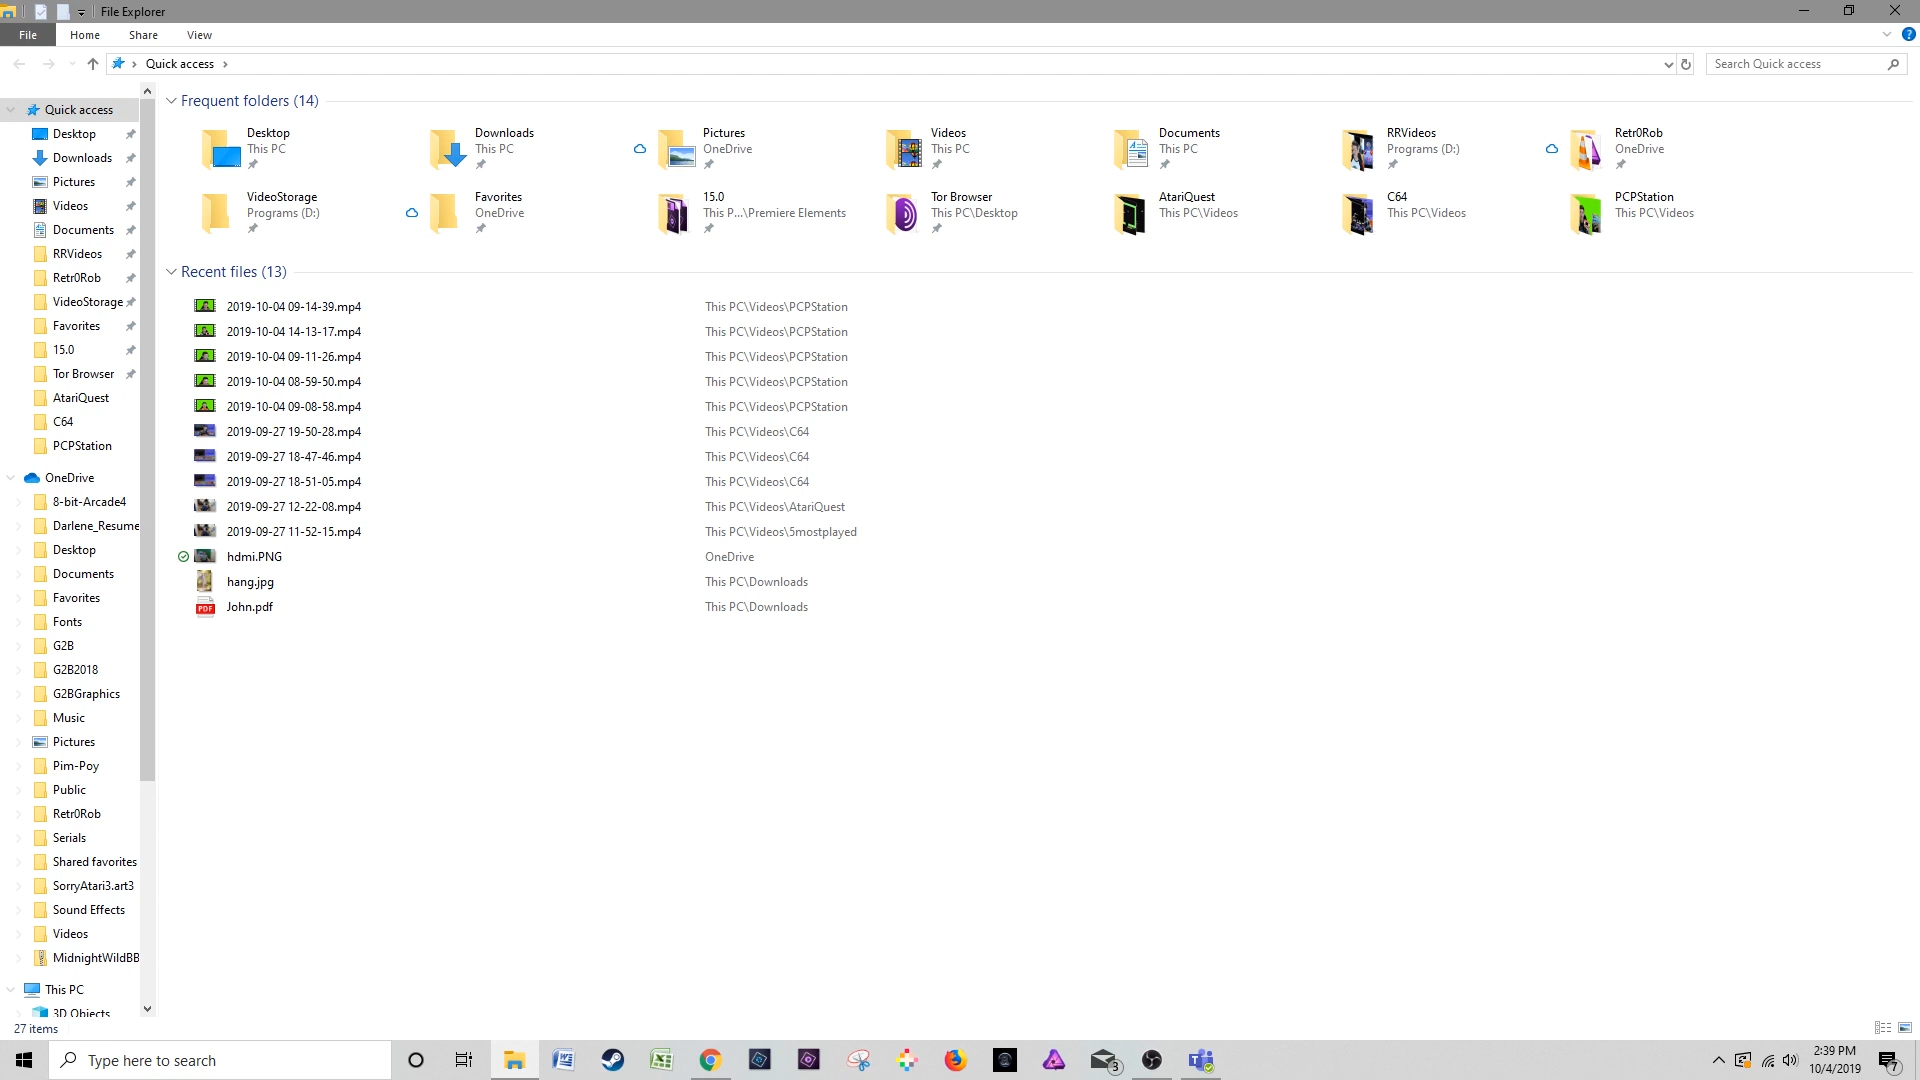 File Explorer
File Home Share View
Quick access
Search Quick access
Quick access
Desktop
Downloads
Pictures
Videos
Documents
RRVideos
Retr0Rob
VideoStorage
Favorites
15.0
Tor Browser
AtariQuest
C64
PCPStation
OneDrive
8-bit-Arcade4
Darlene_Resume
Desktop
Documents
Favorites
Fonts
G2B
G2B2018
G2BGraphics
Music
Pictures
Pim-Poy
Public
Retr0Rob
Serials
Shared favorites
SorryAtari3.art3
Sound Effects
Videos
MidnightWildBB
This PC
3D Objects
Frequent folders (14)
Desktop
This PC
Downloads
This PC
Pictures
OneDrive
Videos
This PC
Documents
This PC
RRVideos
Programs (D:)
Retr0Rob
OneDrive
VideoStorage
Programs (D:)
Favorites
OneDrive
15.0
This P...\Premiere Elements
Tor Browser
This PC\Desktop
AtariQuest
This PC\Videos
C64
This PC\Videos
PCPStation
This PC\Videos
Recent files (13)
2019-10-04 09-14-39.mp4 This PC\Videos\PCPStation
2019-10-04 14-13-17.mp4 This PC\Videos\PCPStation
2019-10-04 09-11-26.mp4 This PC\Videos\PCPStation
2019-10-04 08-59-50.mp4 This PC\Videos\PCPStation
2019-10-04 09-08-58.mp4 This PC\Videos\PCPStation
2019-09-27 19-50-28.mp4 This PC\Videos\C64
2019-09-27 18-47-46.mp4 This PC\Videos\C64
2019-09-27 18-51-05.mp4 This PC\Videos\C64
2019-09-27 12-22-08.mp4 This PC\Videos\AtariQuest
2019-09-27 11-52-15.mp4 This PC\Videos\5mostplayed
hdmi.PNG OneDrive
hang.jpg This PC\Downloads
PDF John.pdf This PC\Downloads
27 items
Type here to search
3
2:39 PM
10/4/2019
7